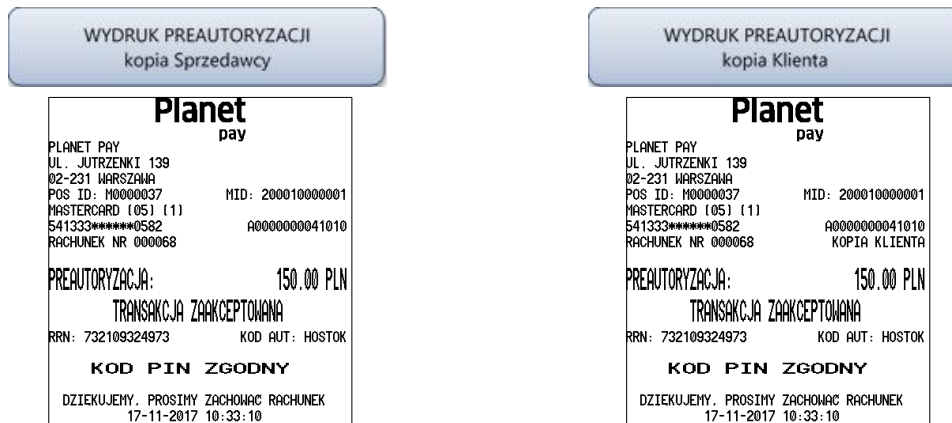 WYDRUK PREAUTORYZACJI
kopia Sprzedawcy
Planet
pay
PLANET PAY
UL. JUTRZENKI 139
02-231 WARSZAWA
POS ID: M0000037 MID: 200010000001
MASTERCARD (05) (1)
541333******0582 A0000000041010
RACHUNEK NR 000068
PREAUTORYZACJA: 150.00 PLN
TRANSAKCJA ZAAKCEPTOWANA
RRN: 732109324973 KOD AUT: HOSTOK
KOD PIN ZGODNY
DZIEKUJEMY, PROSIMY ZACHOWAC RACHUNEK
17-11-2017 10:33:10
WYDRUK PREAUTORYZACJI
kopia Klienta
Planet
pay
PLANET PAY
UL. JUTRZENKI 139
02-231 WARSZAWA
POS ID: M0000037 MID: 200010000001
MASTERCARD (05) (1)
541333******0582 A0000000041010
RACHUNEK NR 000068 KOPIA KLIENTA
PREAUTORYZACJA: 150.00 PLN
TRANSAKCJA ZAAKCEPTOWANA
RRN: 732109324973 KOD AUT: HOSTOK
KOD PIN ZGODNY
DZIEKUJEMY, PROSIMY ZACHOWAC RACHUNEK
17-11-2017 10:33:10